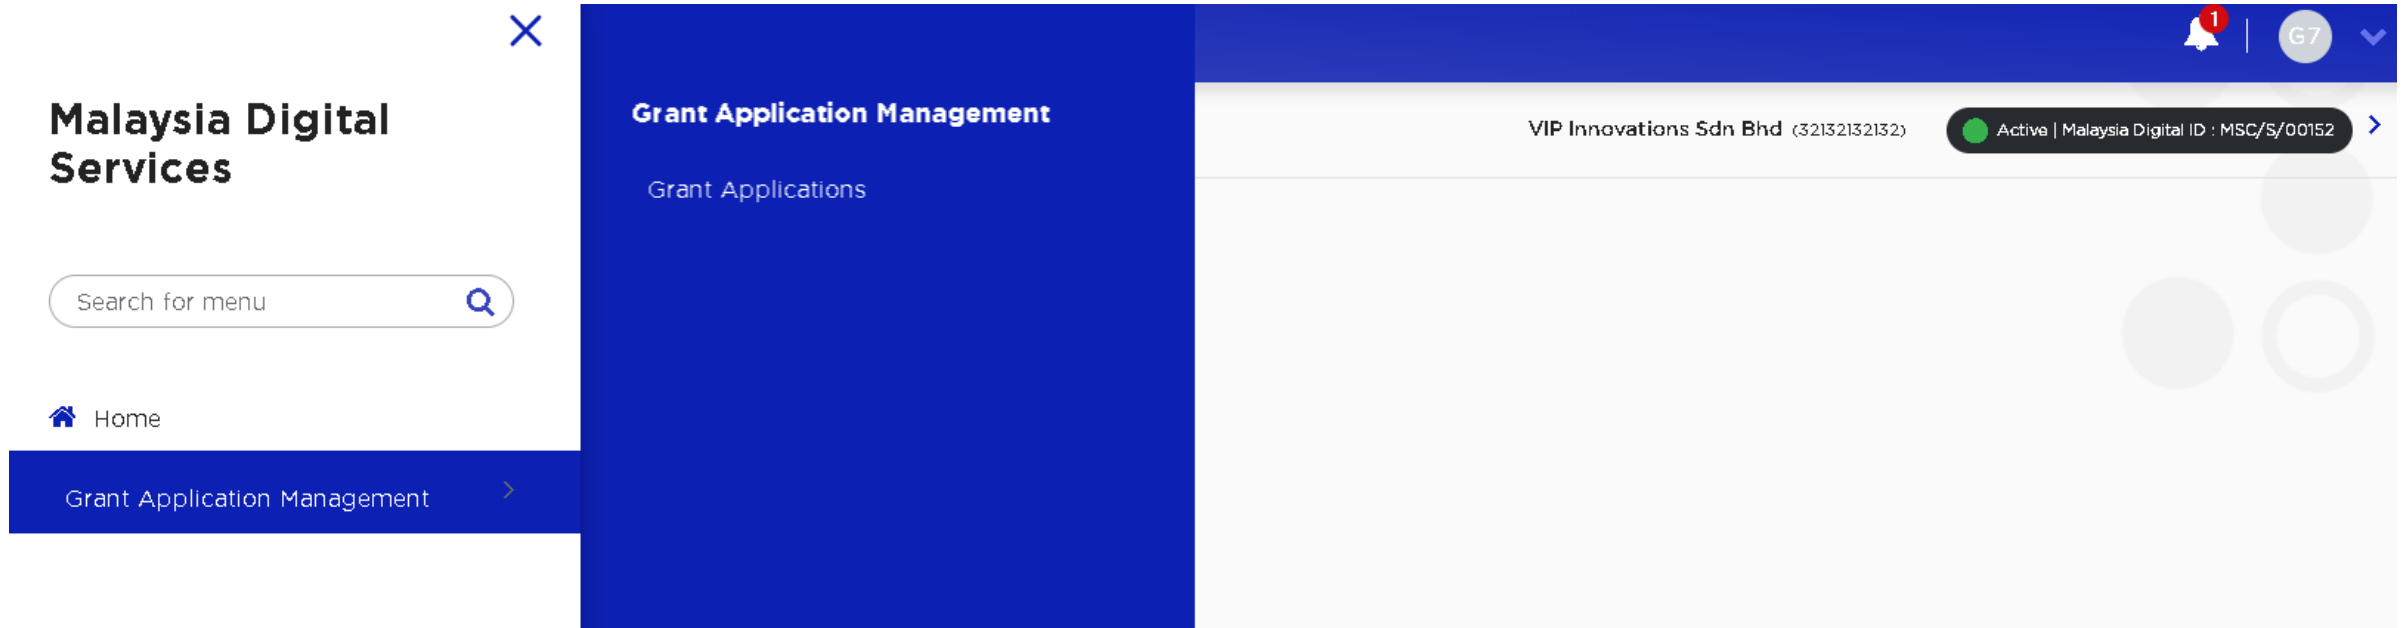 Malaysia Digital
Services
Search for menu
Home
Grant Application Management
Grant Application Management
Grant Applications
1
G7
VIP Innovations Sdn Bhd (32132132132)
Active | Malaysia Digital ID : MSC/S/00152